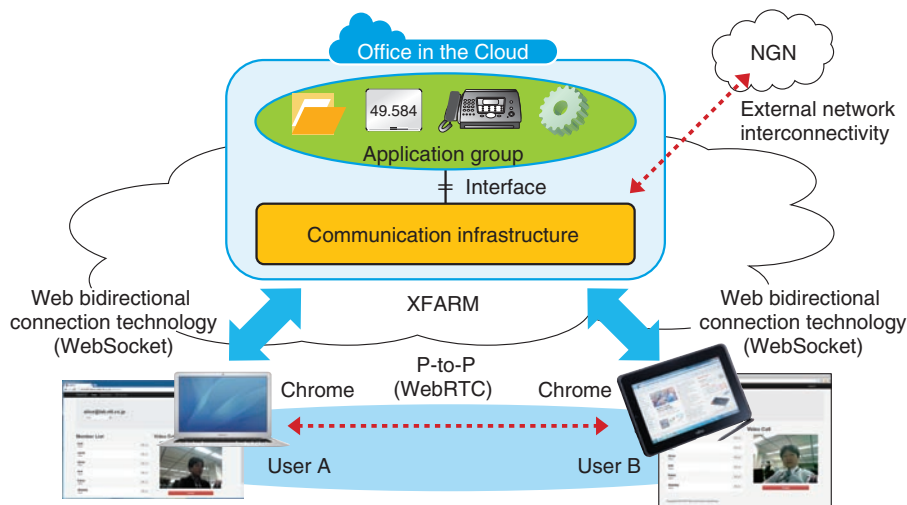 Office in the Cloud
NGN
49.584
External network
interconnectivity
Application group
Interface
Communication infrastructure
Web bidirectional
connection technology
(WebSocket)
XFARM
Web bidirectional
connection technology
(WebSocket)
P-to-P
(WebRTC)
Chrome
Chrome
Member List
Video Call
User A
User B